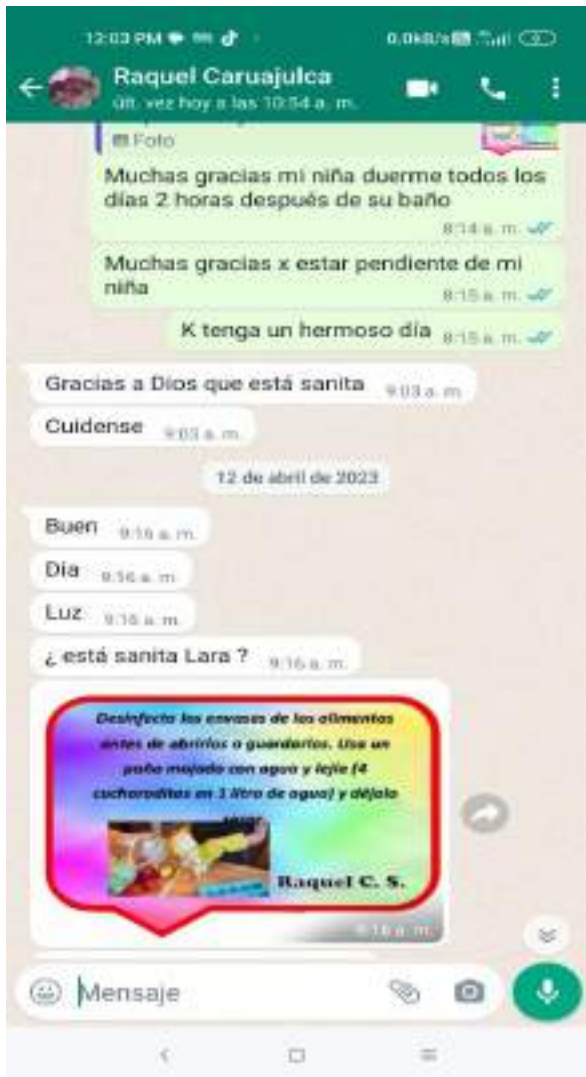 12:03 PM
0.0KB/s
Raquel Caruajulca
últ. vez hoy a las 10:54 a. m.
Foto
Muchas gracias mi niña duerme todos los
días 2 horas después de su baño
8:14 a. m.
Muchas gracias x estar pendiente de mi
niña
8:15 a. m.
K tenga un hermoso día 8:15 a. m.
Gracias a Dios que está sanita 9:03 a. m.
Cuidense 9:03 a. m.
12 de abril de 2023
Buen 9:16 a. m.
Día 9:16 a. m.
Luz 9:16 a. m.
¿ está sanita Lara ? 9:16 a. m.
Desinfecta los envases de los alimentos
antes de abrirlos o guardarlos. Usa un
paño mojado con agua y lejía (4
cucharaditas en 1 litro de agua) y déjalo
Raquel C. S.
9:16 a. m.
Mensaje